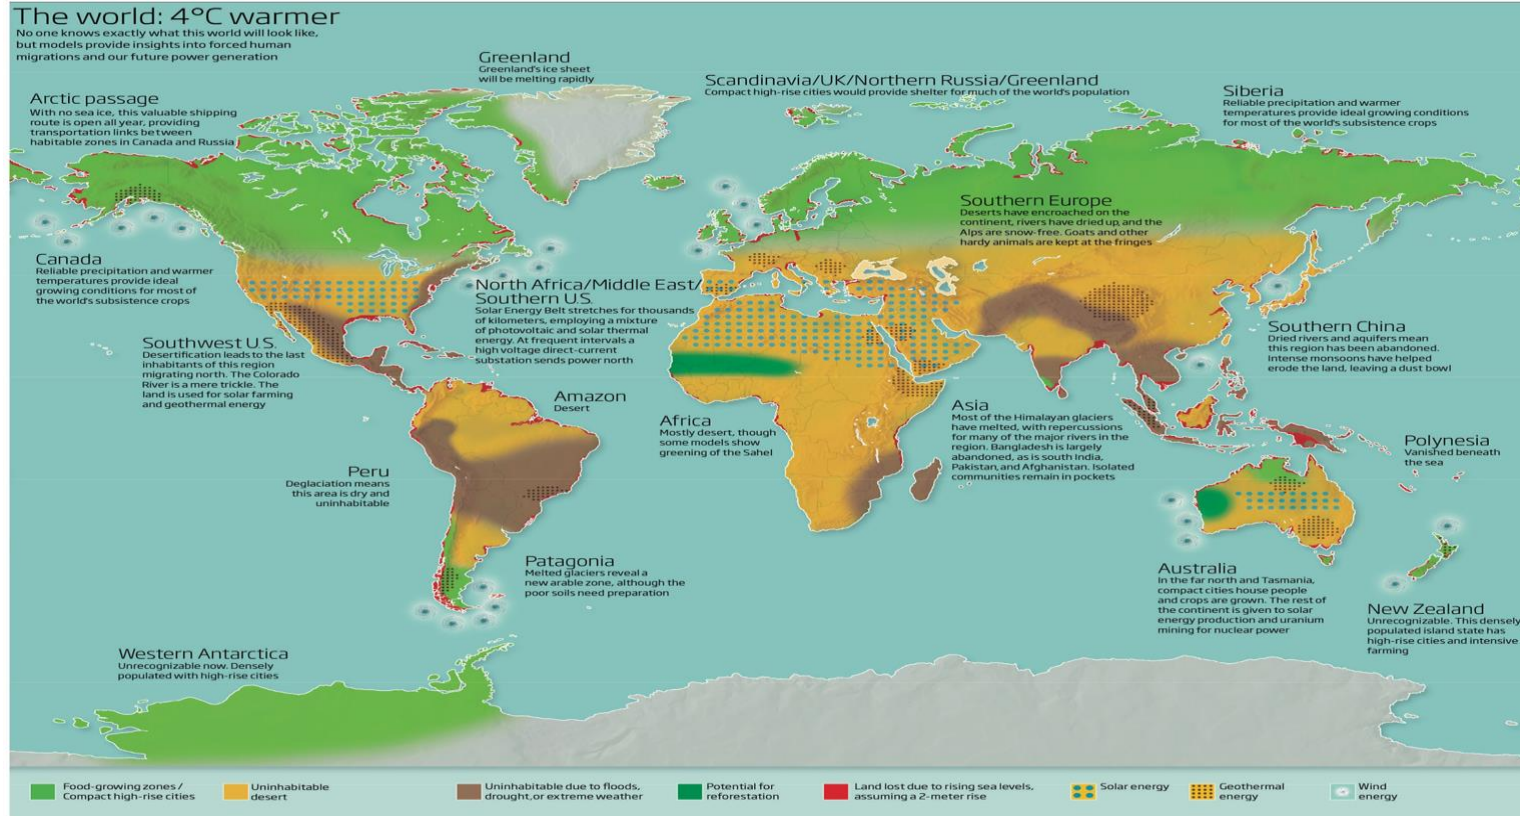 The world: 4°C warmer
No one knows exactly what this world will look like,
but models provide insights into forced human
migrations and our future power generation
Greenland
Greenland's ice sheet
will be melting rapidly
Scandinavia/UK/Northern Russia/Greenland
Compact high-rise cities would provide shelter for much of the world's population
Siberia
Reliable precipitation and warmer
temperatures provide ideal growing conditions
for most of the world's subsistence crops
Arctic passage
With no sea ice, this valuable shipping
route is open all year, providing
transportation links between
habitable zones in Canada and Russia
Southern Europe
Deserts have encroached on the
continent, rivers have dried up, and the
Alps are snow-free. Goats and other
hardy animals are kept at the fringes
Canada
Reliable precipitation and warmer
temperatures provide ideal
growing conditions for most of
the world's subsistence crops
North Africa/Middle East/
Southern U.S.
Solar Energy Belt stretches for thousands
of kilometers, employing a mixture
of photovoltaic and solar thermal
energy. At frequent intervals a
high voltage direct-current
substation sends power north
Southwest U.S.
Desertification leads to the last
inhabitants of this region
migrating north. The Colorado
River is a mere trickle. The
land is used for solar farming
and geothermal energy
Southern China
Dried rivers and aquifers mean
this region has been abandoned.
Intense monsoons have helped
erode the land, leaving a dust bowl
Amazon
Desert
Africa
Mostly desert, though
some models show
greening of the Sahel
Asia
Most of the Himalayan glaciers
have melted, with repercussions
for many of the major rivers in the
region. Bangladesh is largely
abandoned, as is south India,
Pakistan, and Afghanistan. Isolated
communities remain in pockets
Polynesia
Vanished beneath
the sea
Peru
Deglaciation means
this area is dry and
uninhabitable
Patagonia
Melted glaciers reveal a
new arable zone, although the
poor soils need preparation
Australia
In the far north and Tasmania,
compact cities house people
and crops are grown. The rest of
the continent is given to solar
energy production and uranium
mining for nuclear power
New Zealand
Unrecognizable. This densely
populated island state has
high-rise cities and intensive
farming
Western Antarctica
Unrecognizable now. Densely
populated with high-rise cities
Food-growing zones /
Compact high-rise cities
Uninhabitable
desert
Uninhabitable due to floods,
drought, or extreme weather
Potential for
reforestation
Land lost due to rising sea levels,
assuming a 2-meter rise
Solar energy
Geothermal
energy
Wind
energy